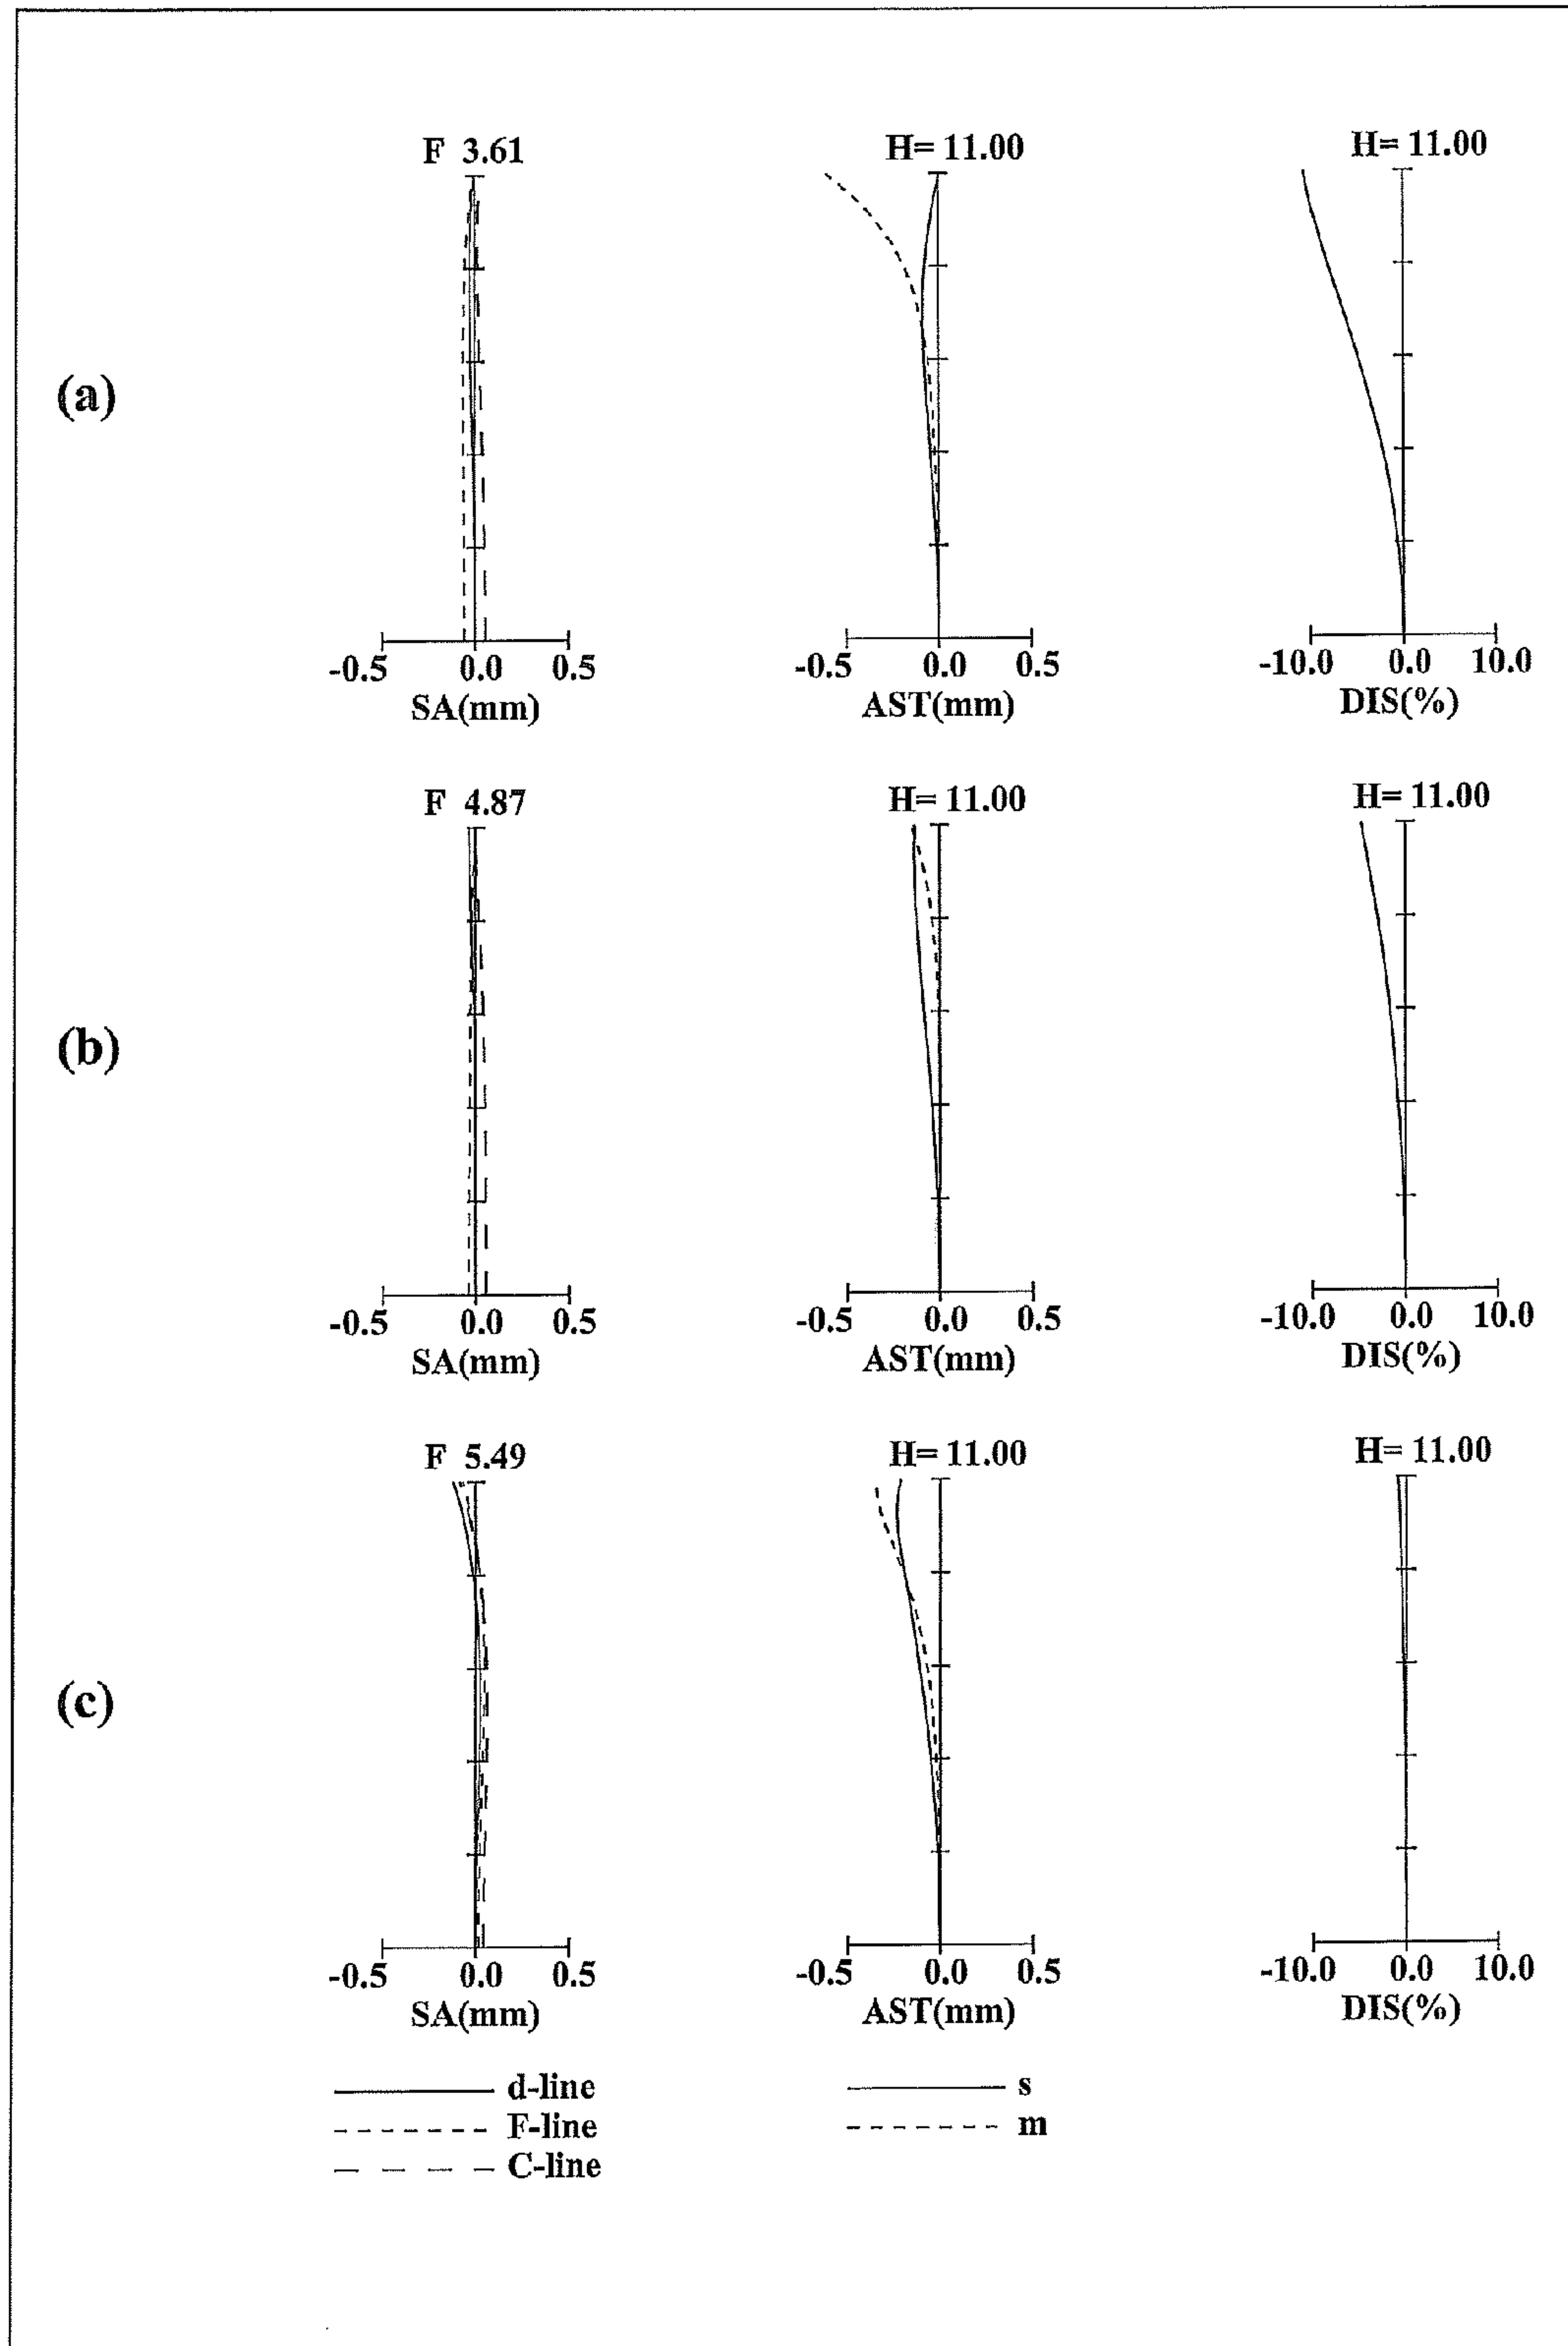 F 3.61 H= 11.00 H= 11.00
(a)
-0.5 0.0 0.5 -0.5 0.0 0.5 -10.0 0.0 10.0
SA(mm) AST(mm) DIS(%)
F 4.87 H= 11.00 H= 11.00
(b)
-0.5 0.0 0.5 -0.5 0.0 0.5 -10.0 0.0 10.0
SA(mm) AST(mm) DIS(%)
F 5.49 H= 11.00 H= 11.00
(c)
-0.5 0.0 0.5 -0.5 0.0 0.5 -10.0 0.0 10.0
SA(mm) AST(mm) DIS(%)
d-line s
F-line m
C-line